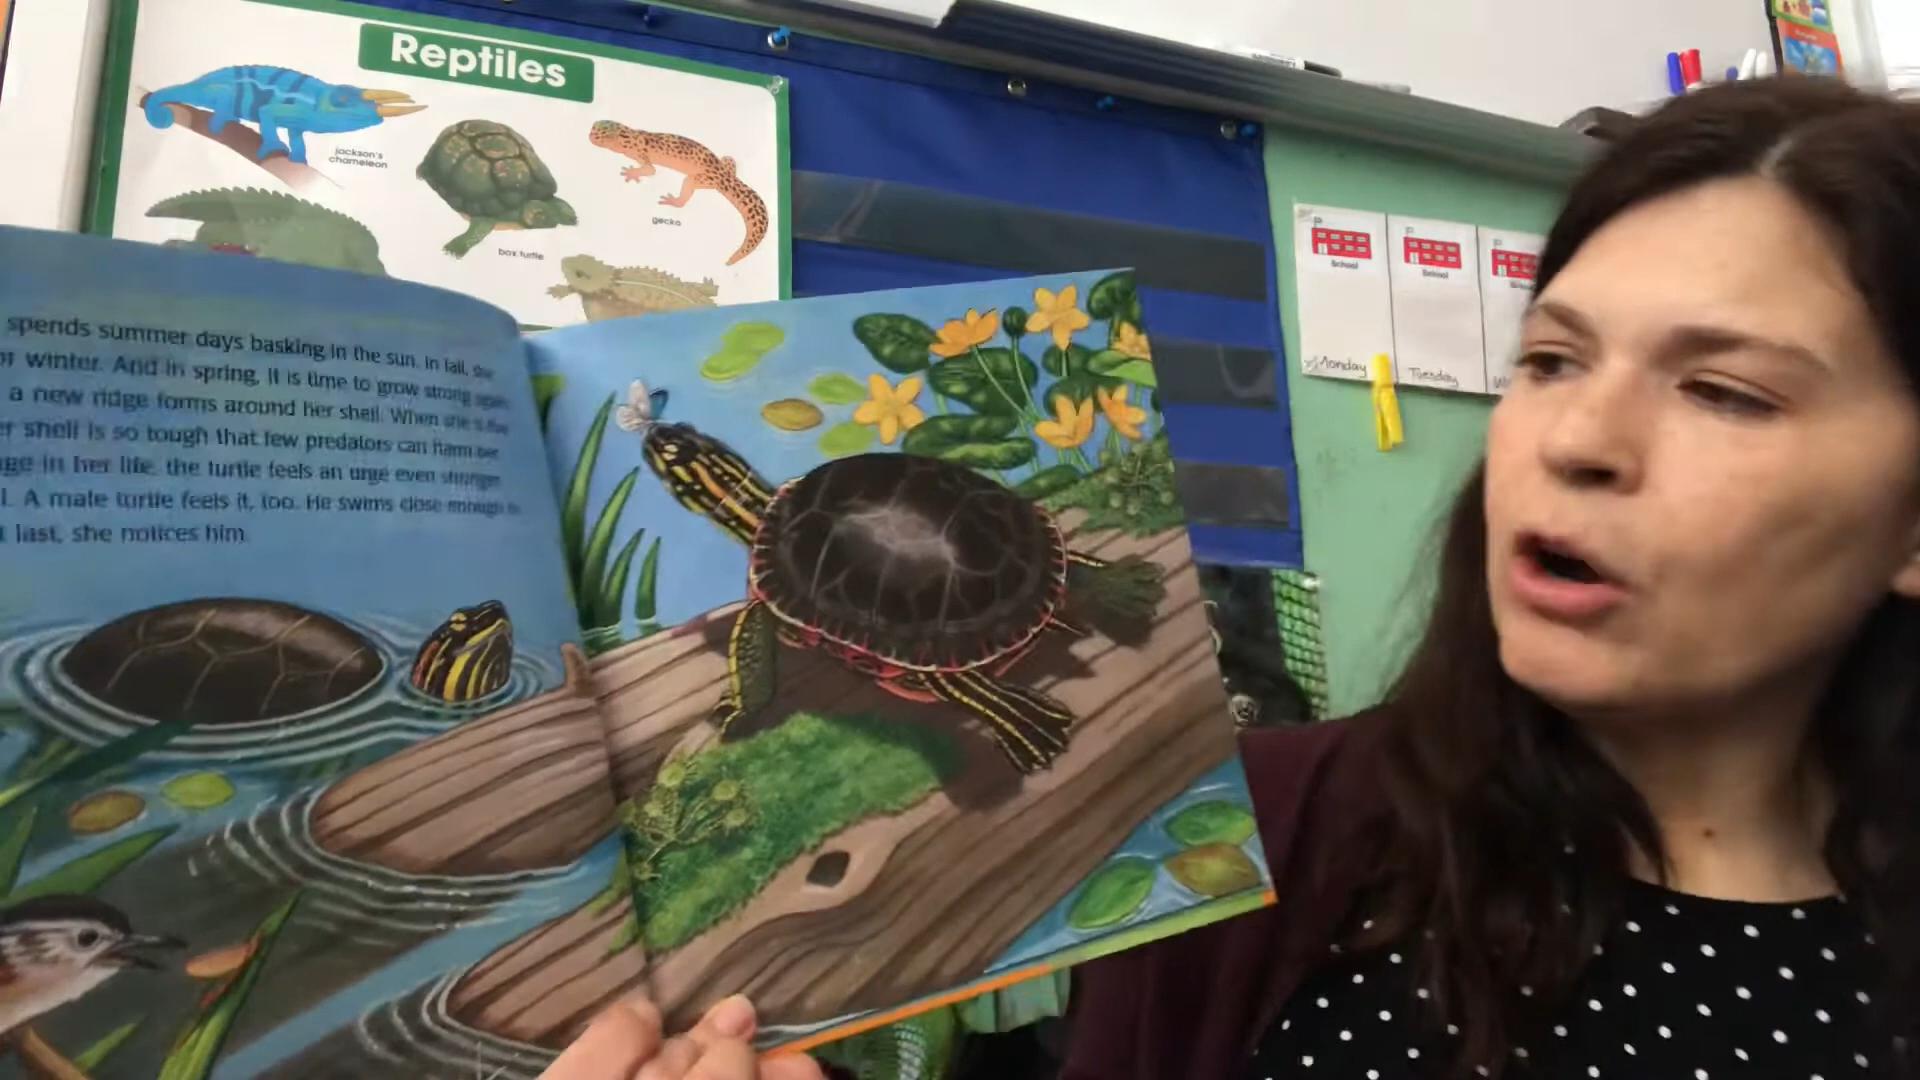 Reptiles
jackson's
chameleon
box turtle
gecko
School
School
Monday
Tuesday
spends summer days basking in the sun. In fall, she
winter. And in spring, it is time to grow strong again.
a new ridge forms around her shell. When she is five
shell is so tough that few predators can harm her.
in her life, the turtle feels an urge even stronger
A male turtle feels it, too. He swims close enough to
last, she notices him.